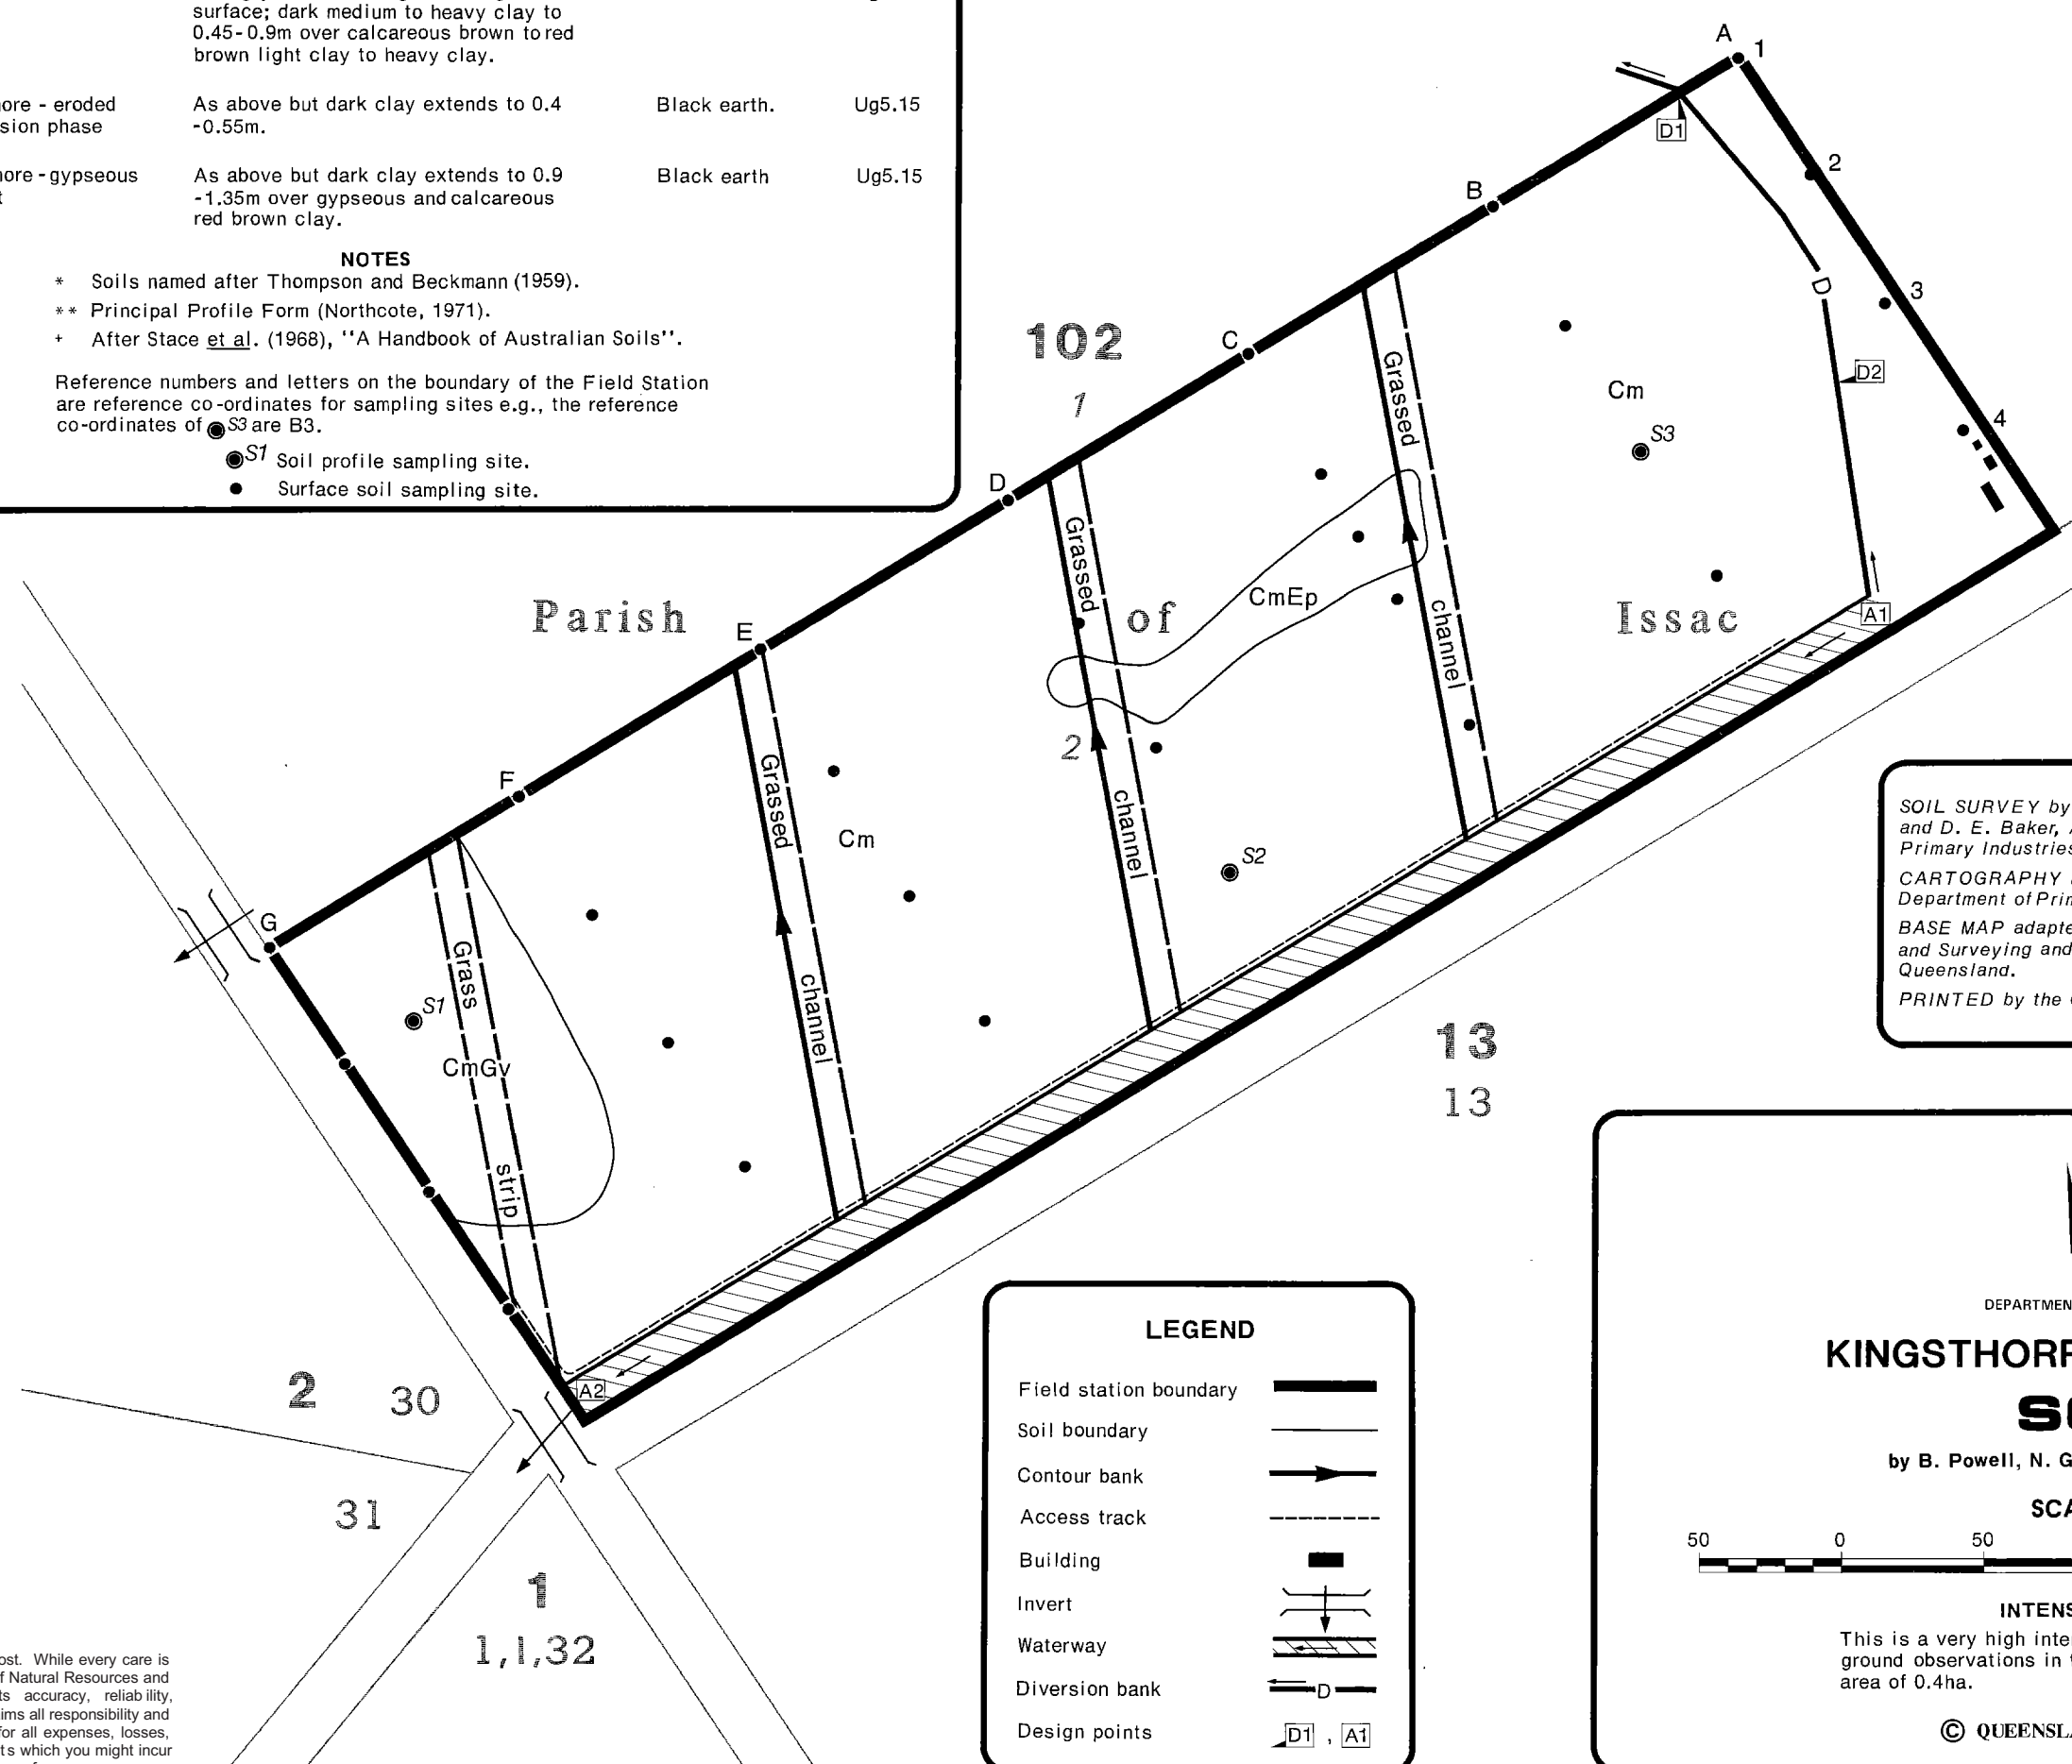 surface; dark medium to heavy clay to
0.45-0.9m over calcareous brown to red
brown light clay to heavy clay.
ore - eroded As above but dark clay extends to 0.4 Black earth. Ug5.15
sion phase -0.55m.
ore - gypseous As above but dark clay extends to 0.9 Black earth Ug5.15
-1.35m over gypseous and calcareous
red brown clay.
NOTES
* Soils named after Thompson and Beckmann (1959).
** Principal Profile Form (Northcote, 1971).
+ After Stace et al. (1968), "A Handbook of Australian Soils".
Reference numbers and letters on the boundary of the Field Station
are reference co-ordinates for sampling sites e.g., the reference
co-ordinates of S3 are B3.
S1 Soil profile sampling site.
Surface soil sampling site.
A 1
D1
2
B
D
3
102
C
1
Grassed
Cm
D2
S3
4
D
Grassed
CmEp
Parish of Issac
A1
E
channel
F
Grassed
2
channel
Cm
S2
G
Grass
S1
channel
CmGv
strip
A2
13
13
2 30
31
1
1,1,32
SOIL SURVEY by
and D. E. Baker,
Primary Industries
CARTOGRAPHY
Department of Prim
BASE MAP adapte
and Surveying and
Queensland.
PRINTED by the
LEGEND
Field station boundary
Soil boundary
Contour bank
Access track
Building
Invert
Waterway
Diversion bank D
Design points D1 , A1
DEPARTMEN
KINGSTHORP
SO
by B. Powell, N. G
SCA
50 0 50
INTENS
This is a very high inte
ground observations in
area of 0.4ha.
© QUEENSLA
ost. While every care is
f Natural Resources and
ts accuracy, reliability,
ims all responsibility and
for all expenses, losses,
ts which you might incur